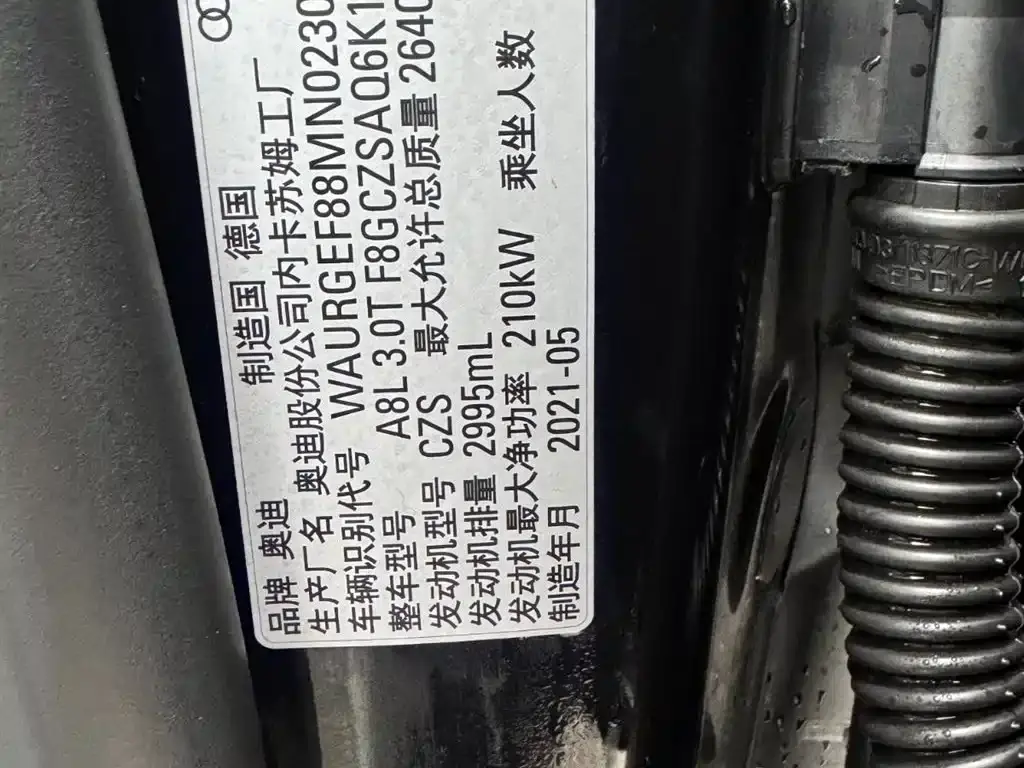 品牌 奥迪 制造国 德国
生产厂名 奥迪股份公司内卡苏姆工厂
车辆识别代号 WAURGEF88MN0230
整车型号 A8L 3.0T F8GCZSAQ6K1
发动机型号 CZS 最大允许总质量 2640
发动机排量 2995mL
发动机最大净功率 210kW 乘坐人数
制造年月 2021-05
EPDM